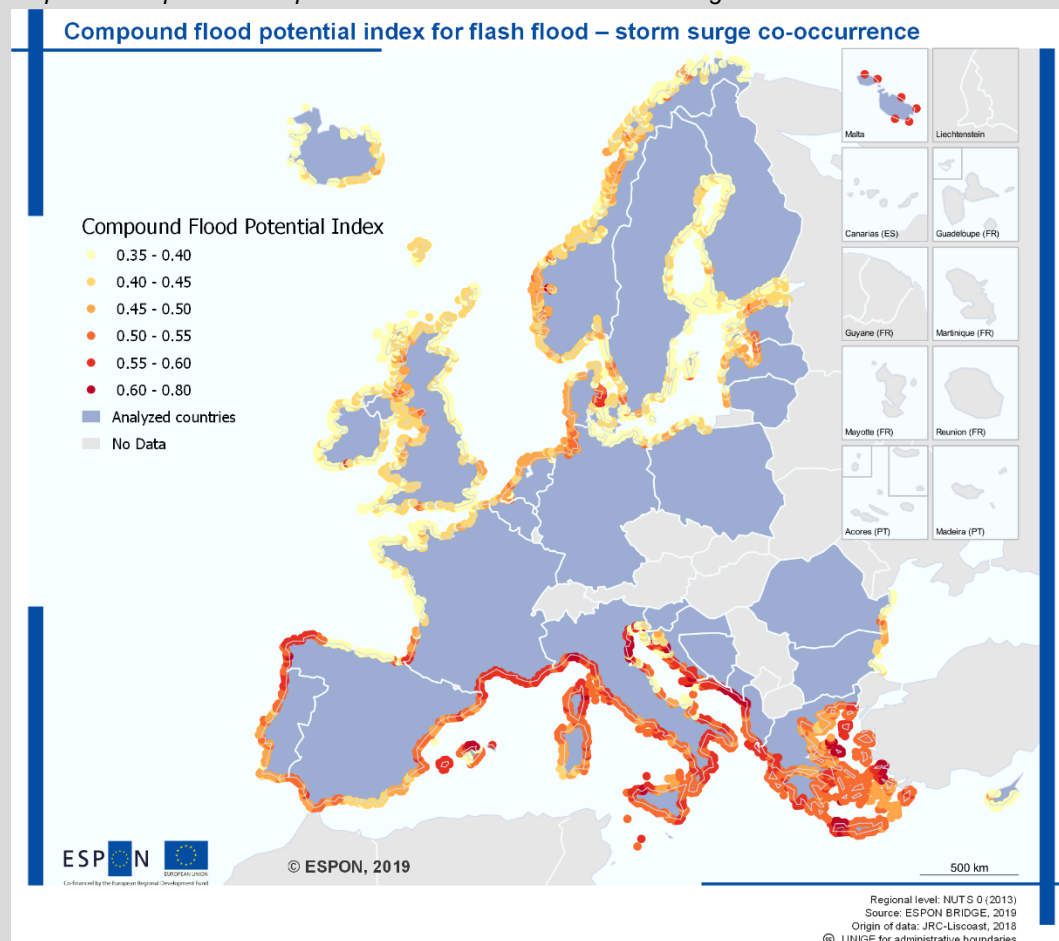 Compound flood potential index for flash flood – storm surge co-occurrence
Compound Flood Potential Index
0.35 - 0.40
0.40 - 0.45
0.45 - 0.50
0.50 - 0.55
0.55 - 0.60
0.60 - 0.80
Analyzed countries
No Data
Malta
Liechtenstein
Canarias (ES)
Guadeloupe (FR)
Guyane (FR)
Martinique (FR)
Mayotte (FR)
Reunion (FR)
Acores (PT)
Madeira (PT)
ESPON
EUROPEAN UNION
Co-financed by the European Regional Development Fund
© ESPON, 2019
500 km
Regional level: NUTS 0 (2013)
Source: ESPON BRIDGE, 2019
Origin of data: JRC-Liscoast, 2018
UNIGE for administrative boundaries